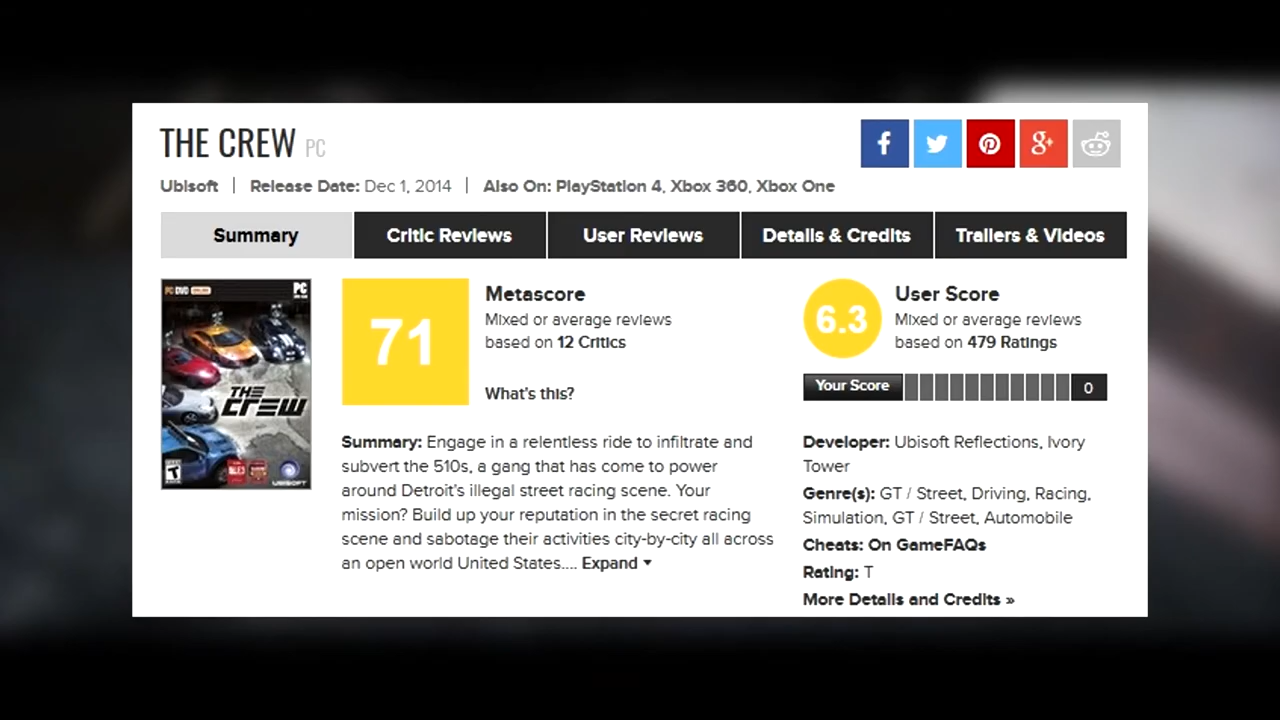 THE CREW PC
Ubisoft | Release Date: Dec 1, 2014 | Also On: PlayStation 4, Xbox 360, Xbox One
Summary Critic Reviews User Reviews Details & Credits Trailers & Videos
PC DVD
PC
THE CREW
T
UBISOFT
71
Metascore
Mixed or average reviews
based on 12 Critics
What's this?
6.3
User Score
Mixed or average reviews
based on 479 Ratings
Your Score 0
Summary: Engage in a relentless ride to infiltrate and
subvert the 510s, a gang that has come to power
around Detroit's illegal street racing scene. Your
mission? Build up your reputation in the secret racing
scene and sabotage their activities city-by-city all across
an open world United States.... Expand
Developer: Ubisoft Reflections, Ivory
Tower
Genre(s): GT / Street, Driving, Racing,
Simulation, GT / Street, Automobile
Cheats: On GameFAQs
Rating: T
More Details and Credits »